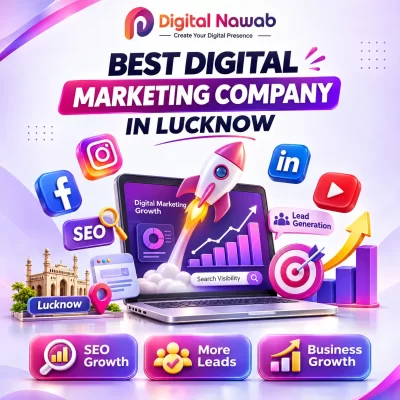 Digital Nawab
Create Your Digital Presence
BEST DIGITAL
MARKETING COMPANY
IN LUCKNOW
in
f
Digital Marketing
Growth
SEO
Lead
Generation
Search Visibility
Lucknow
SEO
Growth
More
Leads
Business
Growth